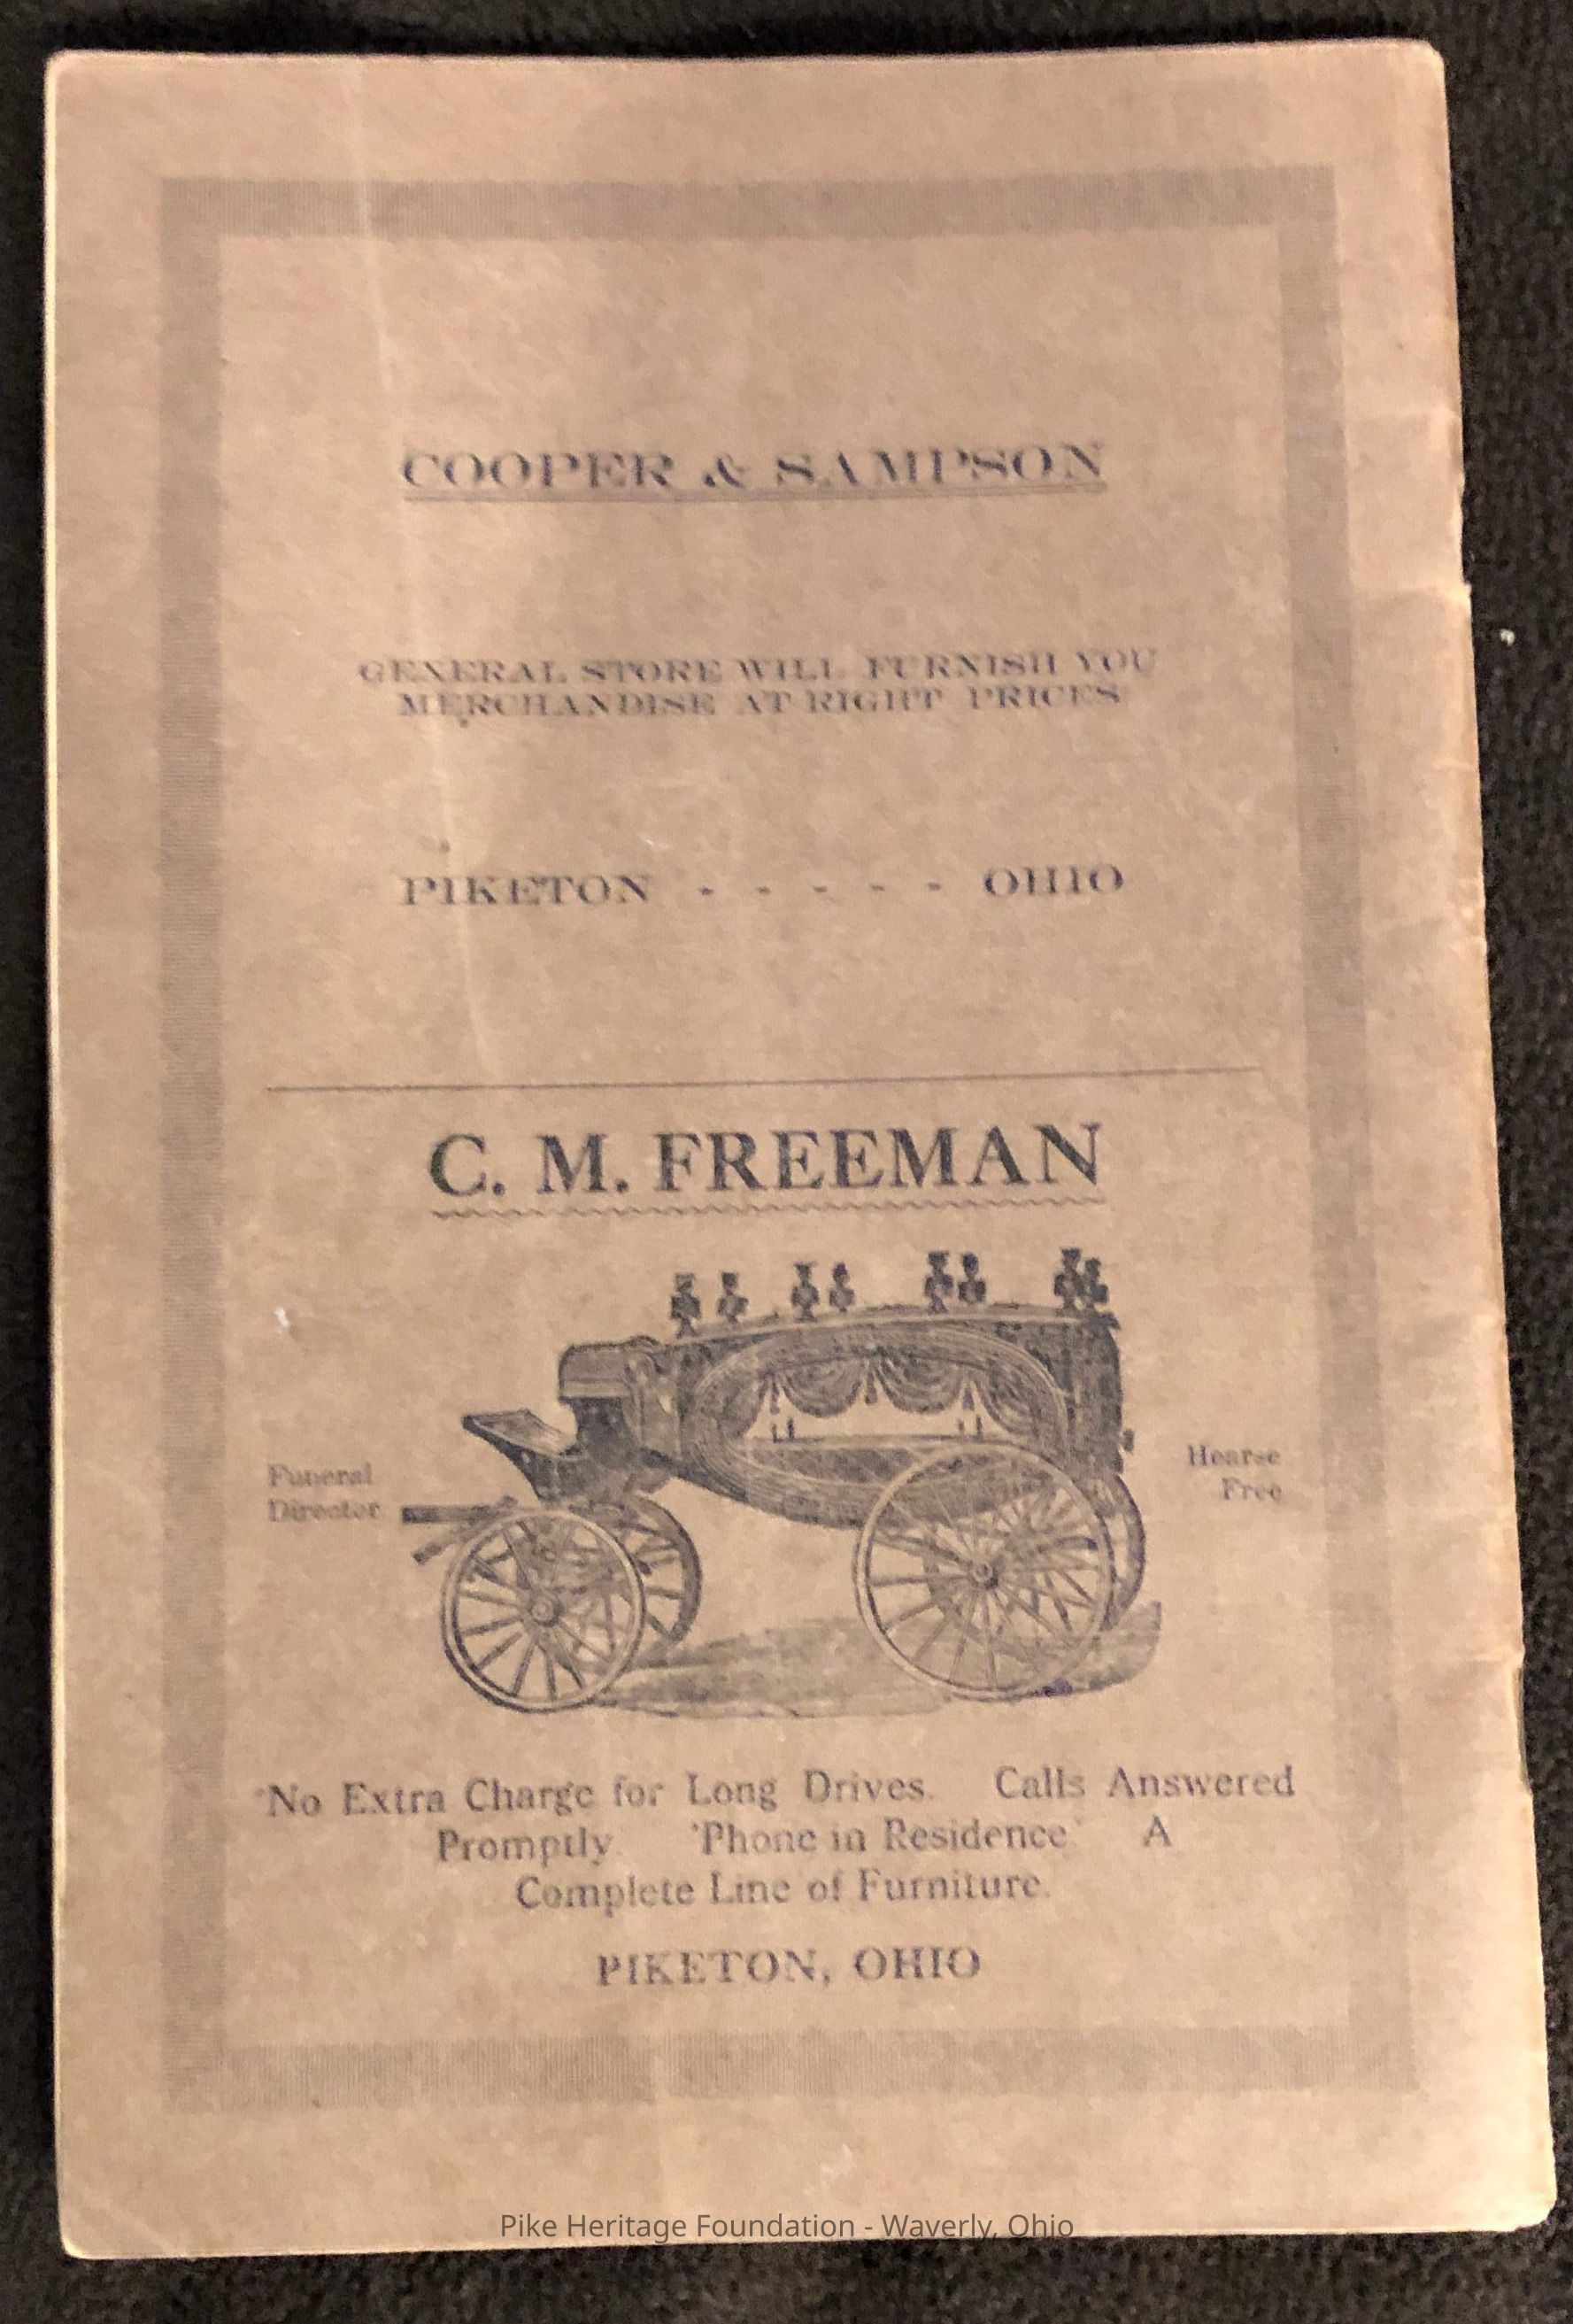 COOPER & SAMPSON
GENERAL STORE WILL FURNISH YOU
MERCHANDISE AT RIGHT PRICES
PIKETON - - - - - OHIO
C. M. FREEMAN
Funeral
Director
Hearse
Free
No Extra Charge for Long Drives. Calls Answered
Promptly. 'Phone in Residence. A
Complete Line of Furniture.
PIKETON, OHIO
Pike Heritage Foundation - Waverly, Ohio